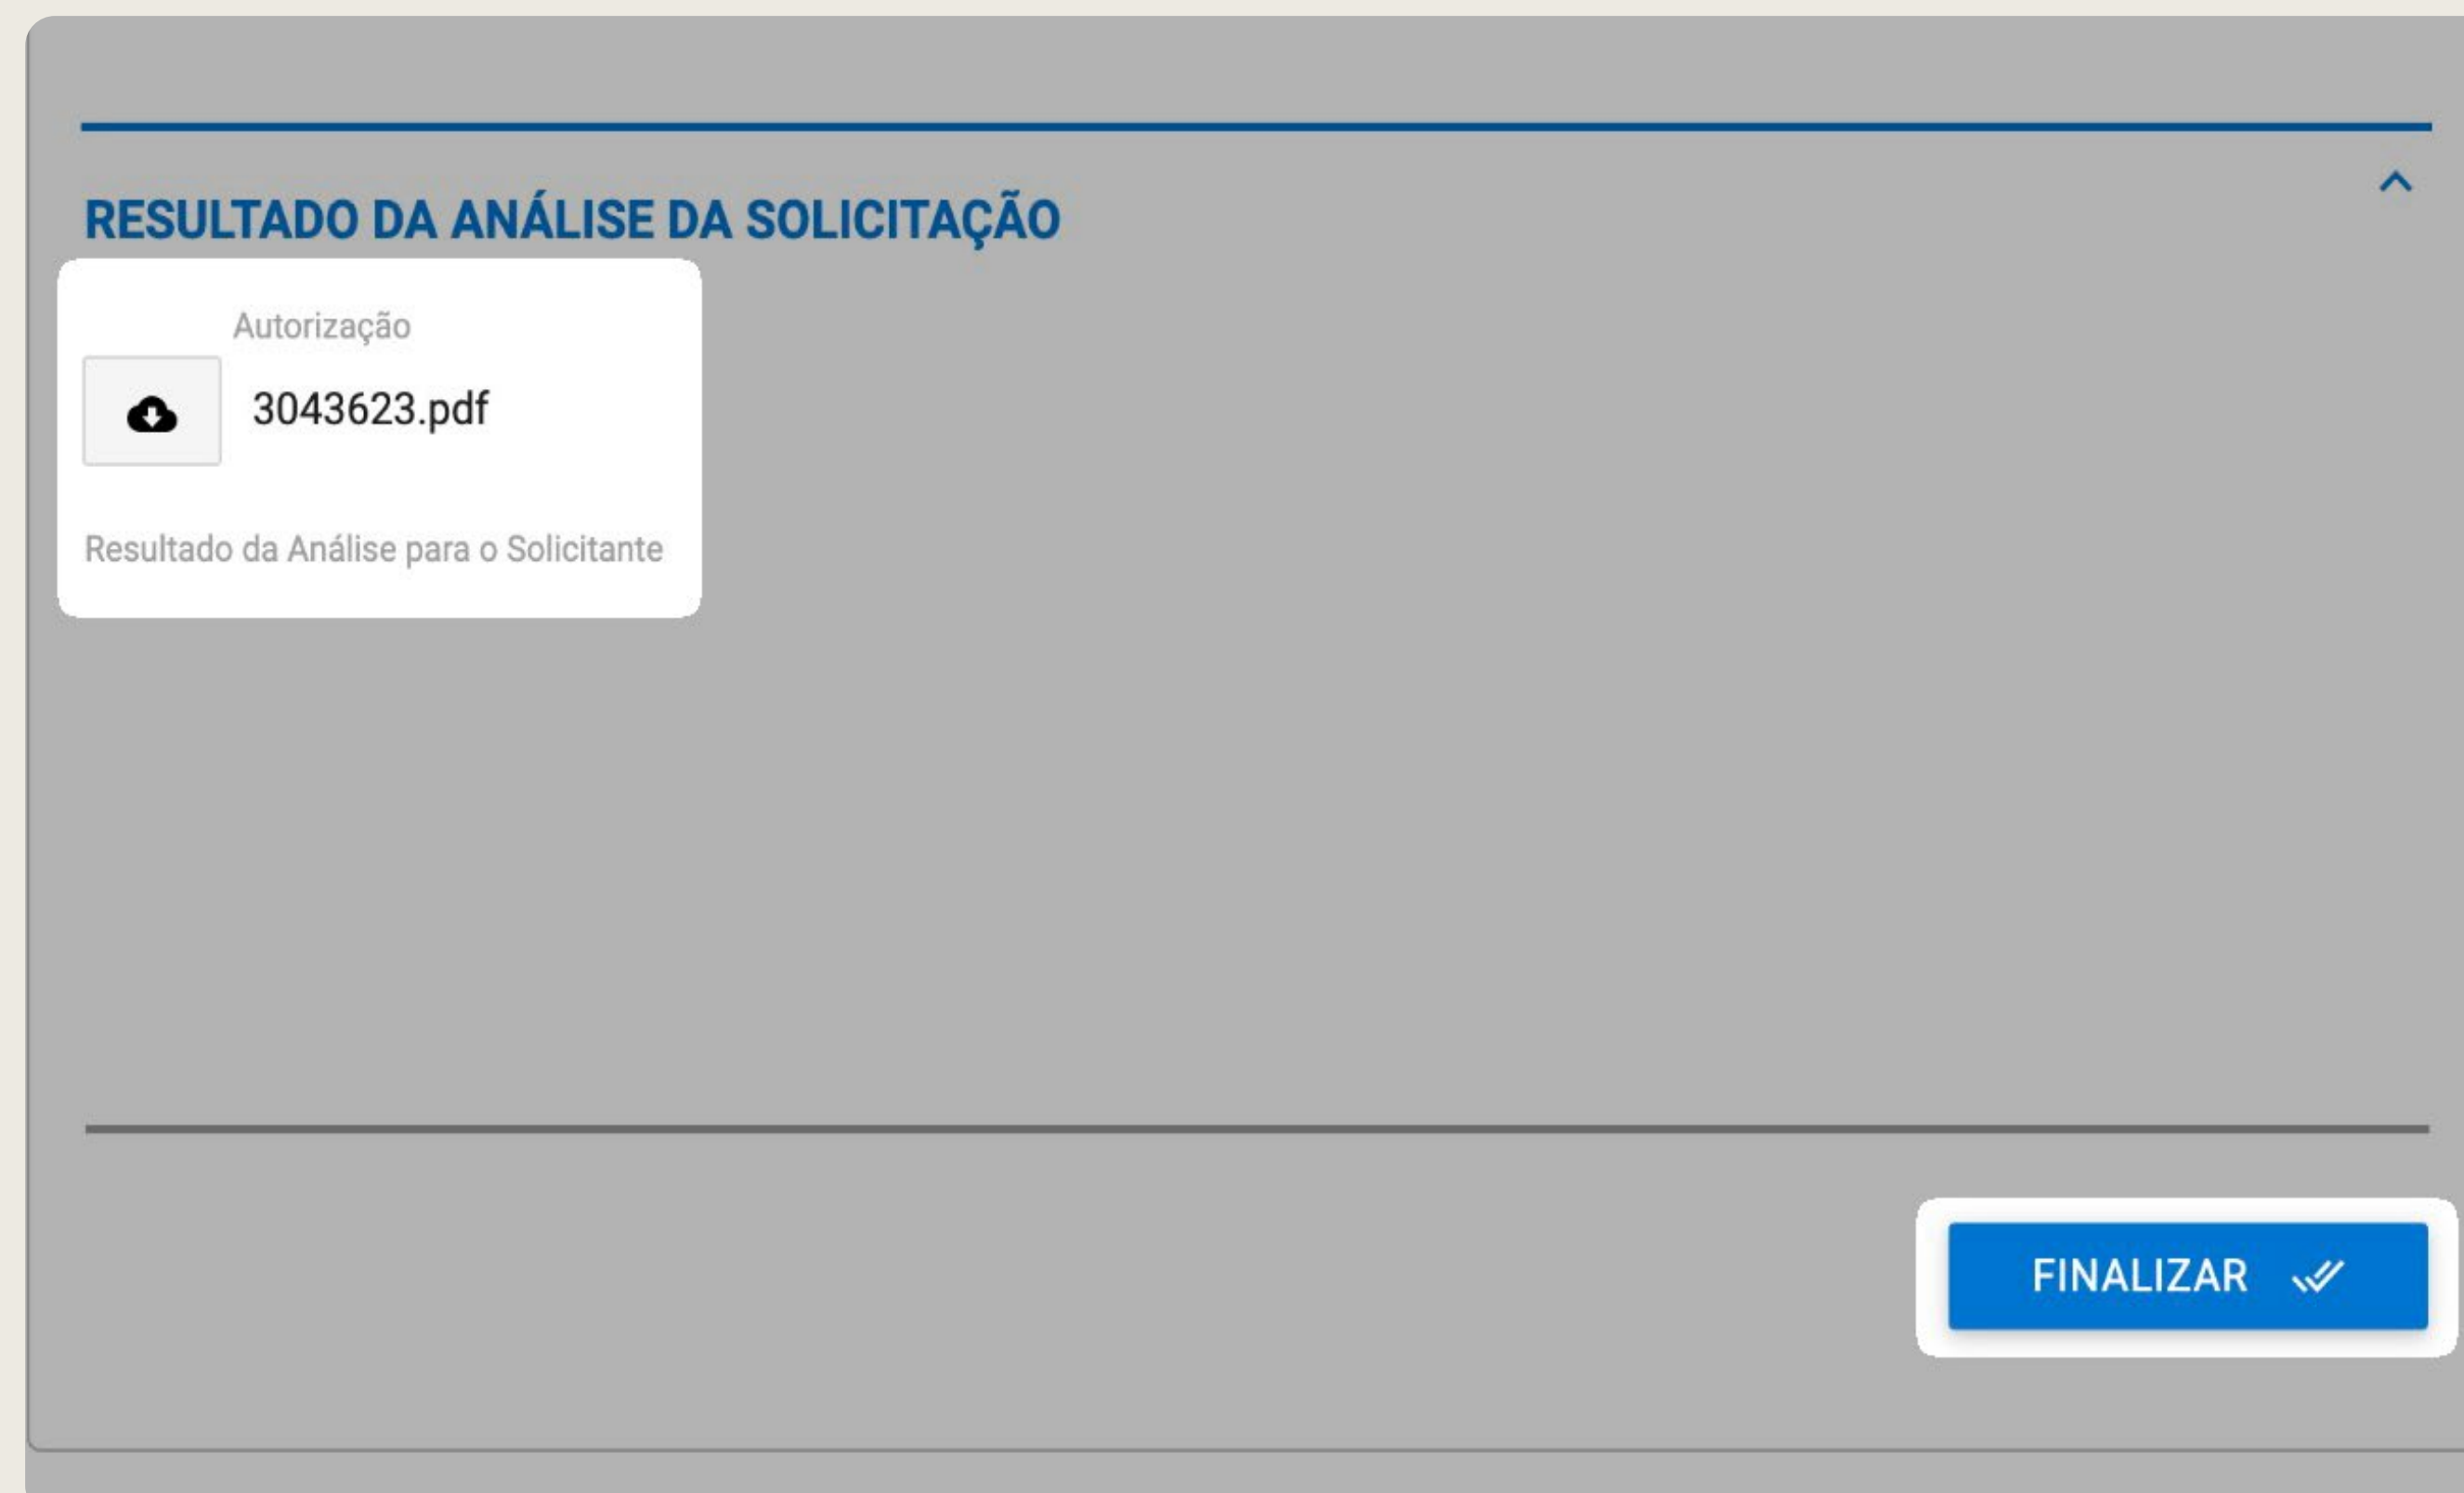 RESULTADO DA ANÁLISE DA SOLICITAÇÃO
Autorização
3043623.pdf
Resultado da Análise para o Solicitante
FINALIZAR